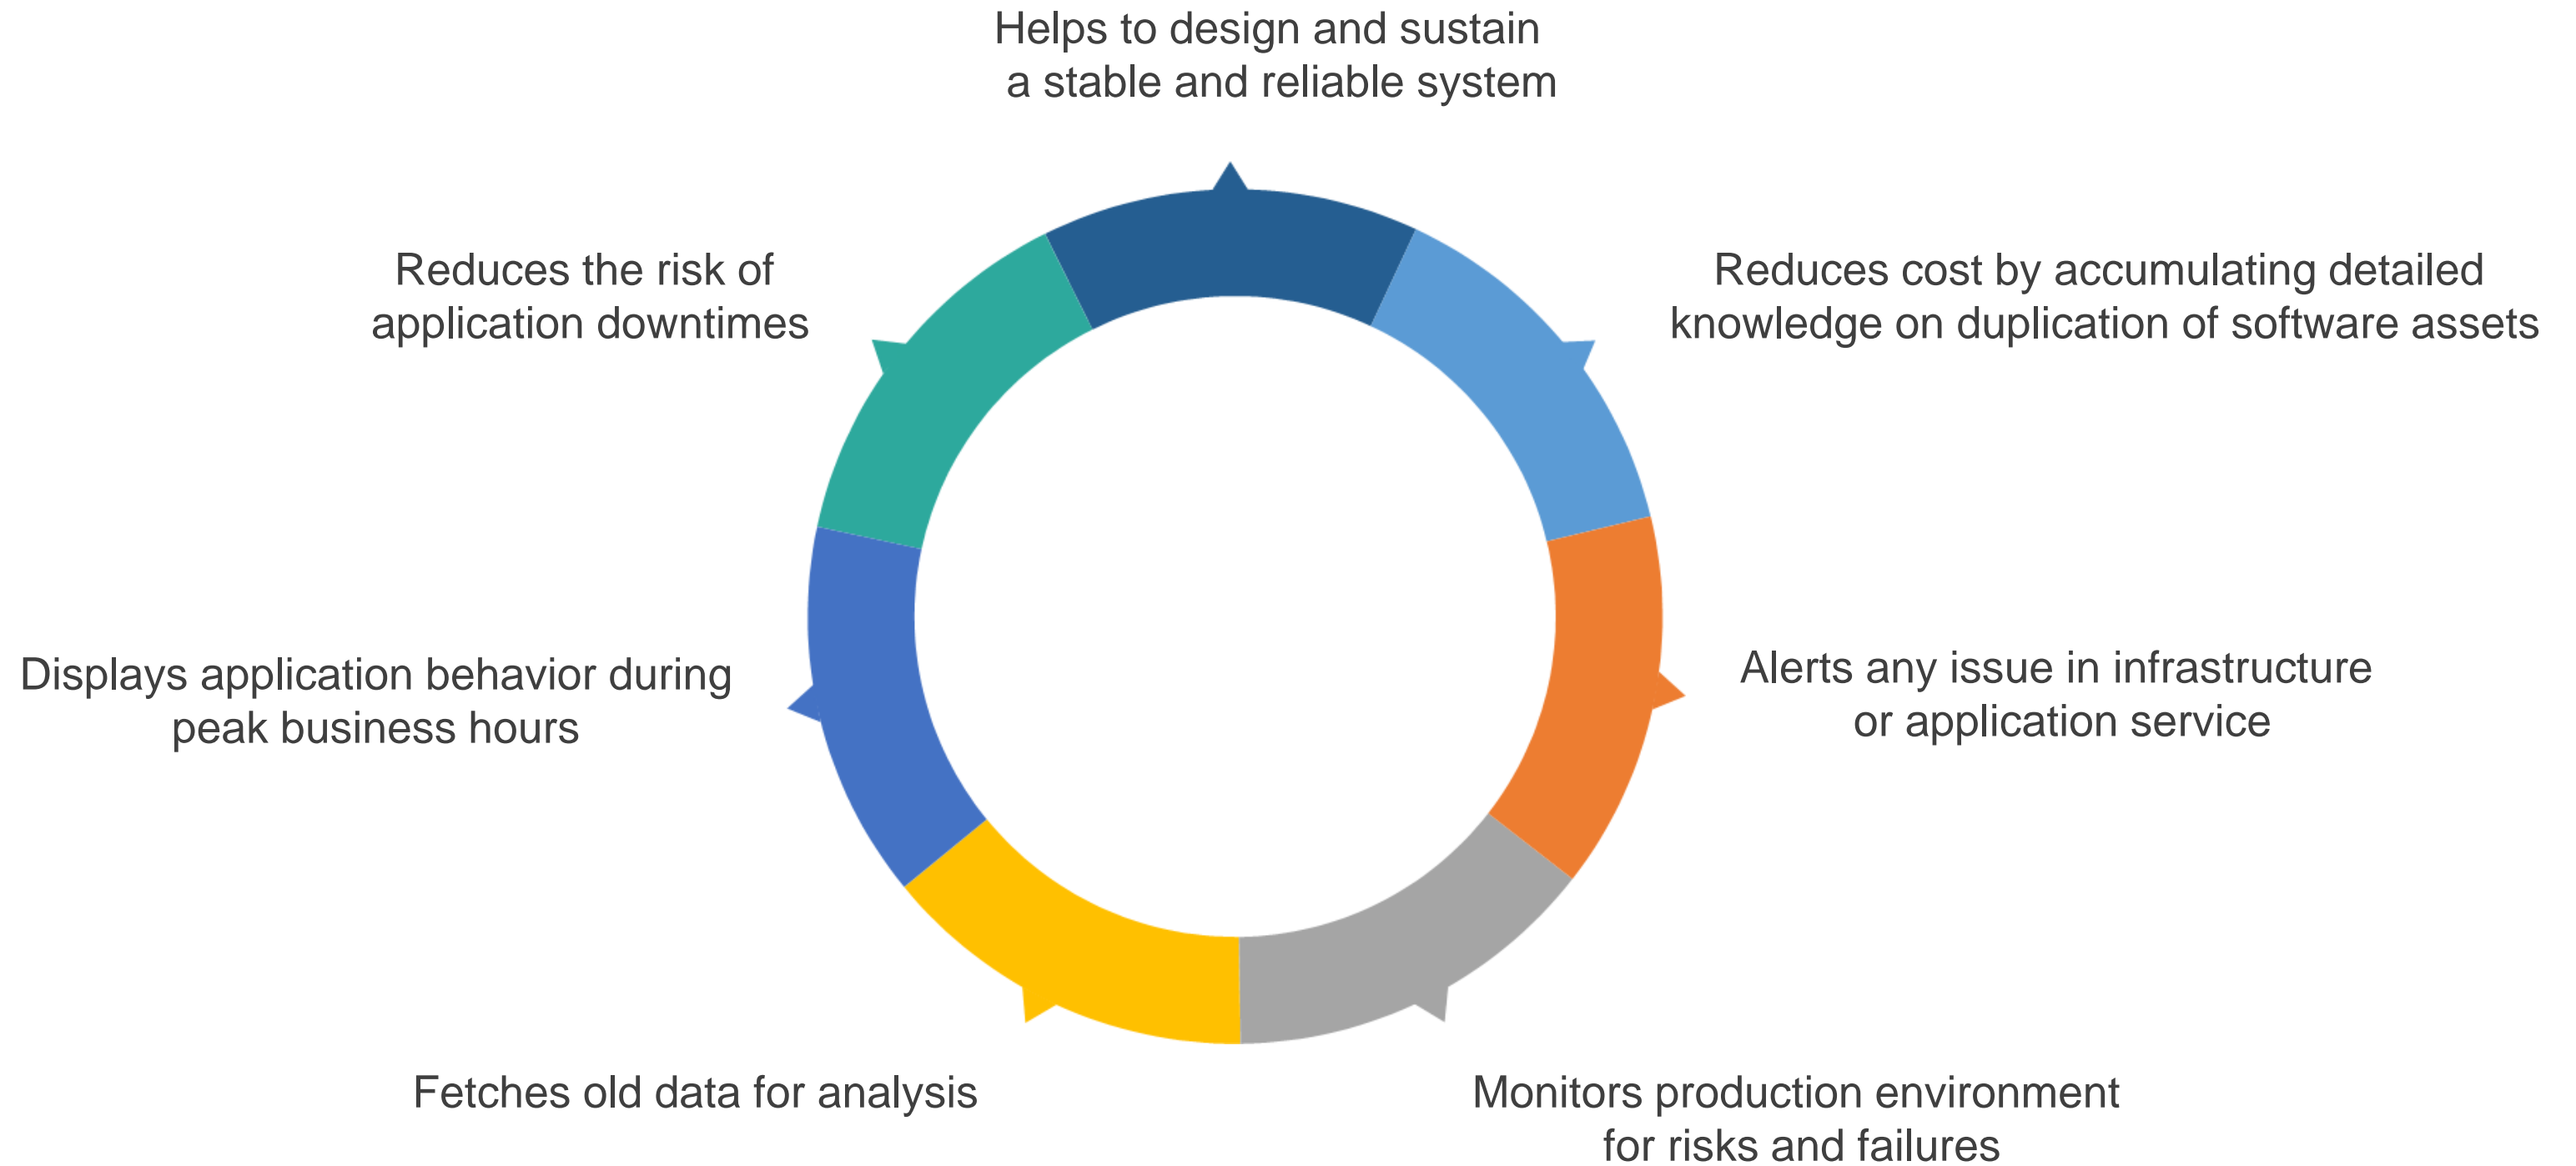 Helps to design and sustain
a stable and reliable system
Reduces the risk of
application downtimes
Reduces cost by accumulating detailed
knowledge on duplication of software assets
Displays application behavior during
peak business hours
Alerts any issue in infrastructure
or application service
Fetches old data for analysis
Monitors production environment
for risks and failures